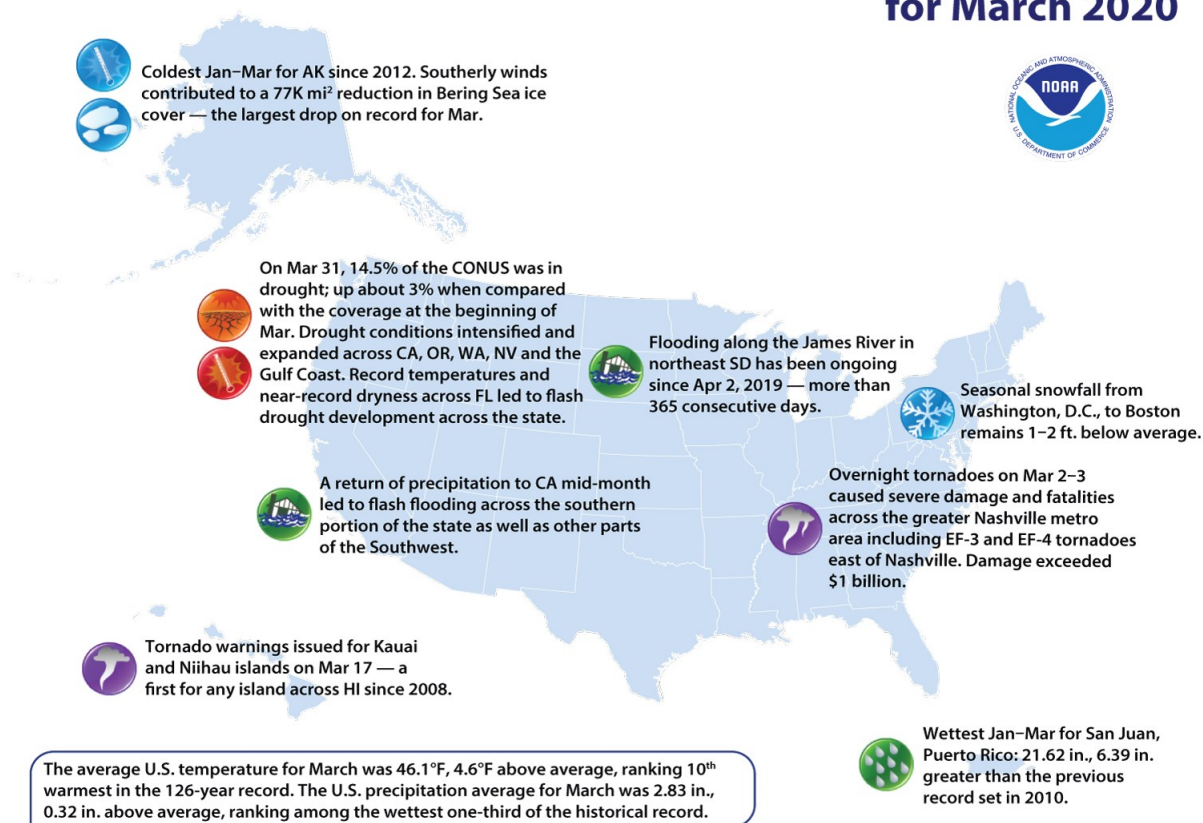 for March 2020
NATIONAL OCEANIC AND ATMOSPHERIC ADMINISTRATION
NOAA
U.S. DEPARTMENT OF COMMERCE
Coldest Jan–Mar for AK since 2012. Southerly winds
contributed to a 77K mi² reduction in Bering Sea ice
cover — the largest drop on record for Mar.
On Mar 31, 14.5% of the CONUS was in
drought; up about 3% when compared
with the coverage at the beginning of
Mar. Drought conditions intensified and
expanded across CA, OR, WA, NV and the
Gulf Coast. Record temperatures and
near-record dryness across FL led to flash
drought development across the state.
Flooding along the James River in
northeast SD has been ongoing
since Apr 2, 2019 — more than
365 consecutive days.
Seasonal snowfall from
Washington, D.C., to Boston
remains 1–2 ft. below average.
A return of precipitation to CA mid-month
led to flash flooding across the southern
portion of the state as well as other parts
of the Southwest.
Overnight tornadoes on Mar 2–3
caused severe damage and fatalities
across the greater Nashville metro
area including EF-3 and EF-4 tornadoes
east of Nashville. Damage exceeded
$1 billion.
Tornado warnings issued for Kauai
and Niihau islands on Mar 17 — a
first for any island across HI since 2008.
Wettest Jan–Mar for San Juan,
Puerto Rico: 21.62 in., 6.39 in.
greater than the previous
record set in 2010.
The average U.S. temperature for March was 46.1°F, 4.6°F above average, ranking 10th
warmest in the 126-year record. The U.S. precipitation average for March was 2.83 in.,
0.32 in. above average, ranking among the wettest one-third of the historical record.